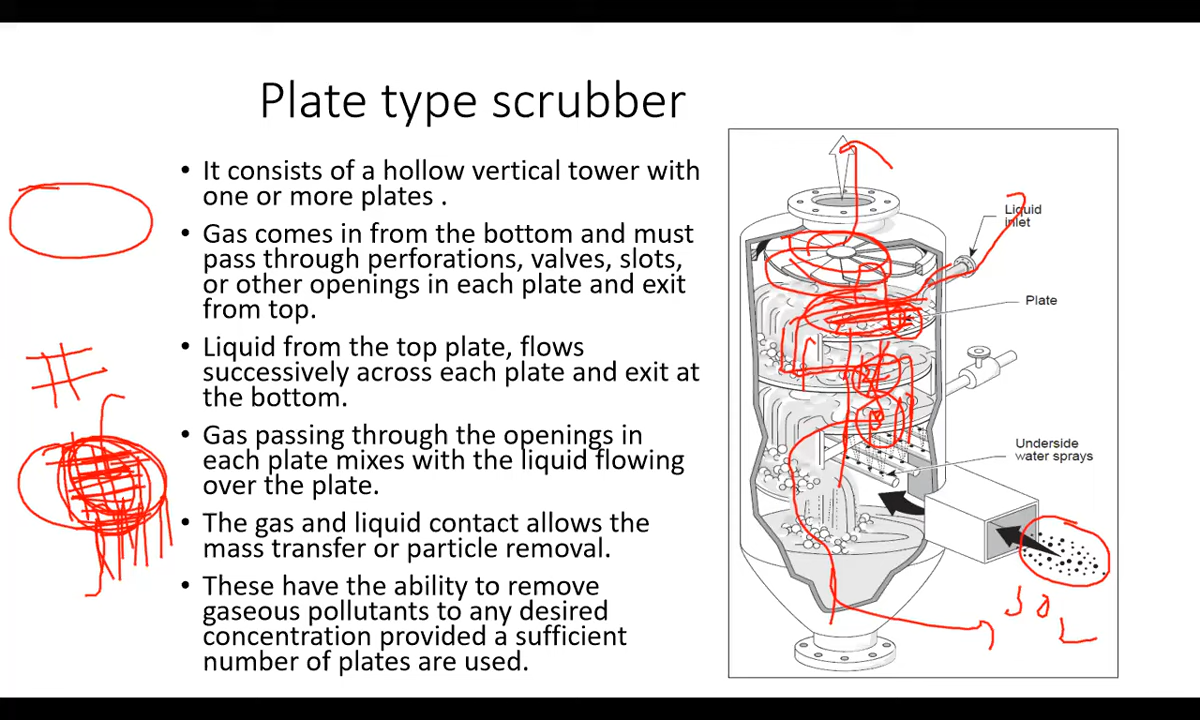 Plate type scrubber
• It consists of a hollow vertical tower with
one or more plates .
• Gas comes in from the bottom and must
pass through perforations, valves, slots,
or other openings in each plate and exit
from top.
• Liquid from the top plate, flows
successively across each plate and exit at
the bottom.
• Gas passing through the openings in
each plate mixes with the liquid flowing
over the plate.
• The gas and liquid contact allows the
mass transfer or particle removal.
• These have the ability to remove
gaseous pollutants to any desired
concentration provided a sufficient
number of plates are used.
Liquid
inlet
Plate
Underside
water sprays